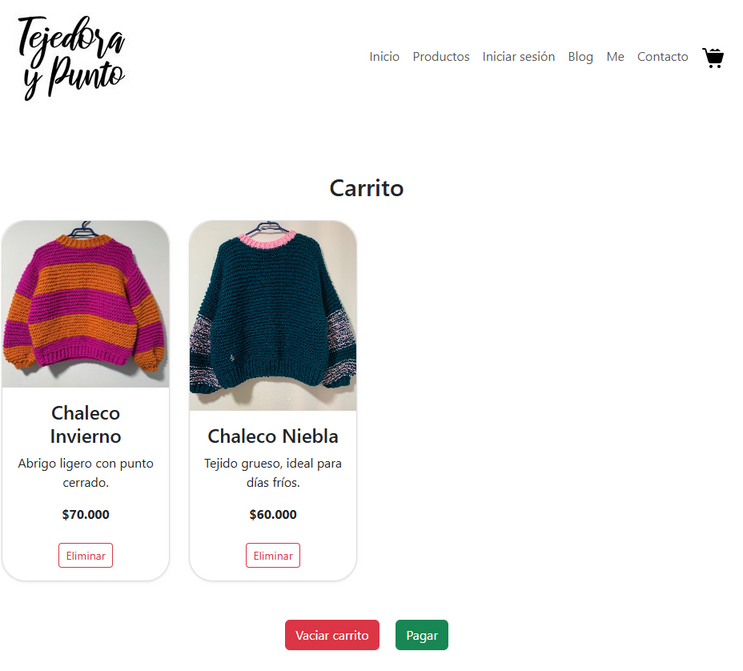 Tejedora
y Punto
Inicio Productos Iniciar sesión Blog Me Contacto
Carrito
Chaleco
Invierno
Abrigo ligero con punto
cerrado.
$70.000
Eliminar
Chaleco Niebla
Tejido grueso, ideal para
días fríos.
$60.000
Eliminar
Vaciar carrito
Pagar